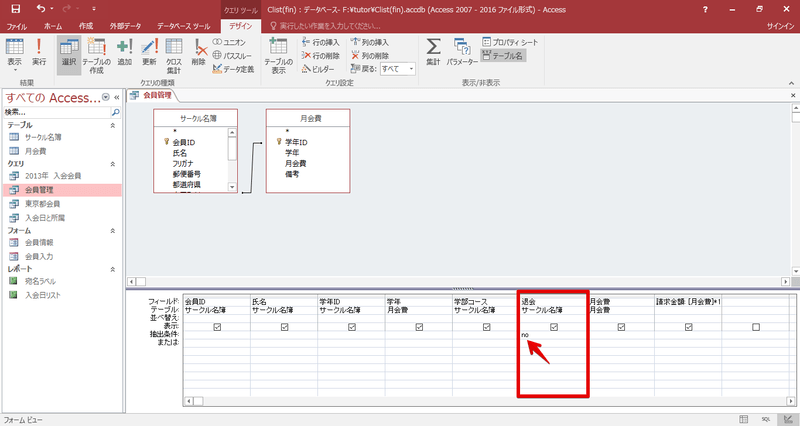 クエリ ツール
Clist(fin) : データベース- F:¥tutor¥Clist(fin).accdb (Access 2007 - 2016 ファイル形式) - Access
ファイル ホーム 作成 外部データ データベース ツール デザイン 実行したい作業を入力してください サインイン
表示 実行 選択 テーブルの作成 追加 更新 クロス集計 削除 ユニオン パススルー データ定義 テーブルの表示 行の挿入 行の削除 ビルダー 列の挿入 列の削除 戻る: すべて 集計 パラメーター プロパティ シート テーブル名
結果 クエリの種類 クエリ設定 表示/非表示
すべての Access...
検索...
テーブル
サークル名簿
月会費
クエリ
2013年 入会会員
会員管理
東京都会員
入会日と所属
フォーム
会員情報
会員入力
レポート
宛名ラベル
入会日リスト
会員管理
サークル名簿
*
会員ID
氏名
フリガナ
郵便番号
都道府県
月会費
*
学年ID
学年
月会費
備考
フィールド: 会員ID 氏名 学年ID 学年 学部コース 退会 月会費 請求金額: [月会費]*1
テーブル: サークル名簿 サークル名簿 サークル名簿 月会費 サークル名簿 サークル名簿 月会費
並べ替え:
表示:
抽出条件: no
または:
フォーム ビュー SQL